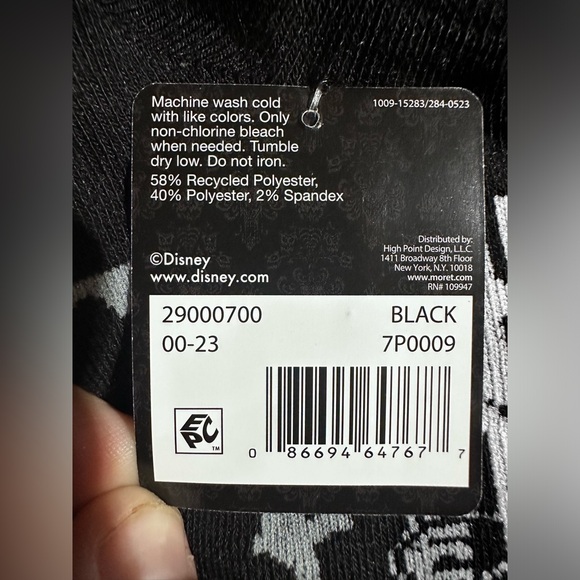 Machine wash cold
with like colors. Only
non-chlorine bleach
when needed. Tumble
dry low. Do not iron.
58% Recycled Polyester,
40% Polyester, 2% Spandex
1009-15283/284-0523
©Disney
www.disney.com
Distributed by:
High Point Design, L.L.C.
1411 Broadway 8th Floor
New York, N.Y. 10018
www.moret.com
RN# 109947
29000700 BLACK
00-23 7P0009
EPC™
0 86694 64767 7